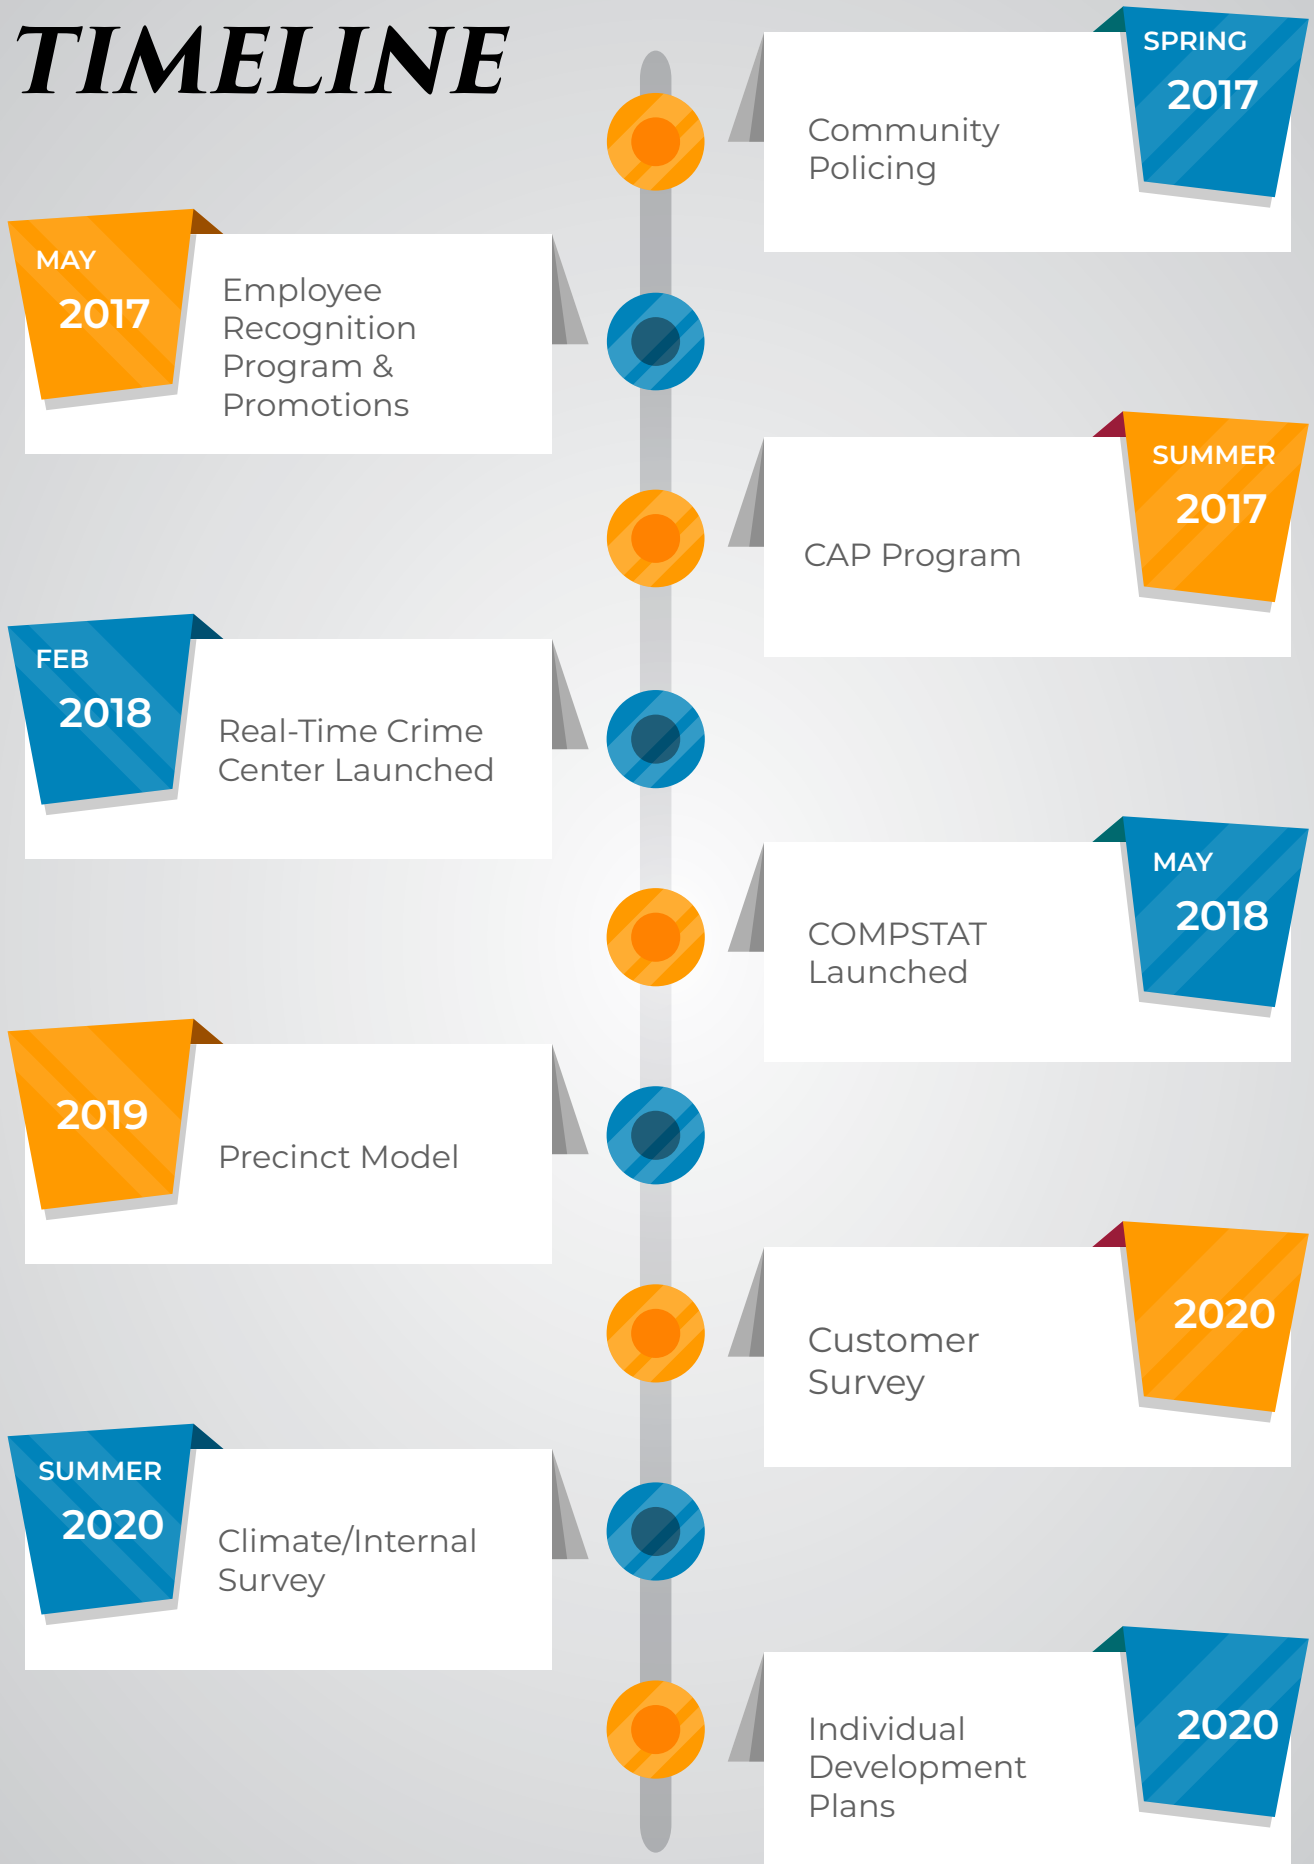 TIMELINE
SPRING
2017
Community
Policing
MAY
2017
Employee
Recognition
Program &
Promotions
SUMMER
2017
CAP Program
FEB
2018
Real-Time Crime
Center Launched
MAY
2018
COMPSTAT
Launched
2019
Precinct Model
2020
Customer
Survey
SUMMER
2020
Climate/Internal
Survey
2020
Individual
Development
Plans